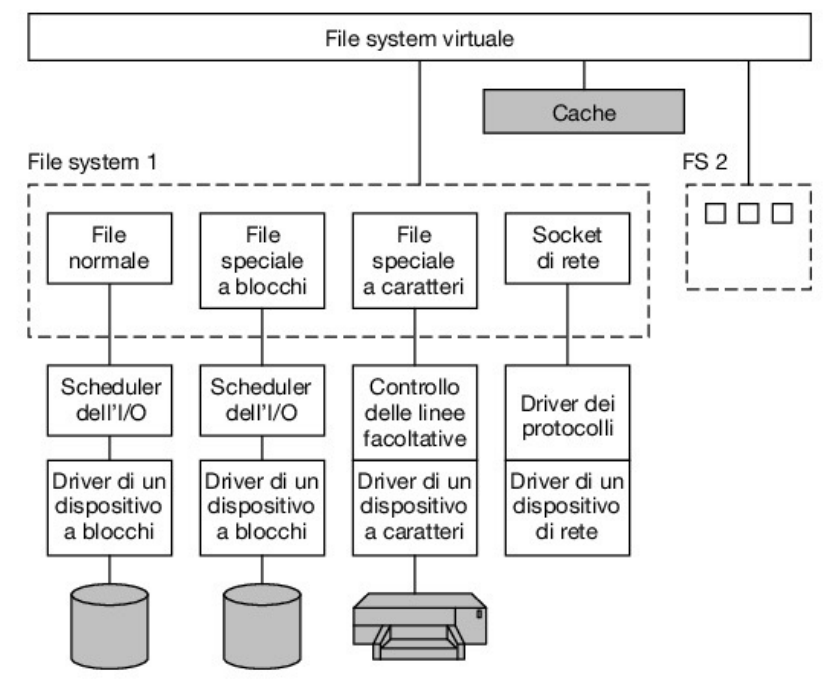 File system virtuale
Cache
File system 1
FS 2
File
normale
File
speciale
a blocchi
File
speciale
a caratteri
Socket
di rete
Scheduler
dell'I/O
Scheduler
dell'I/O
Controllo
delle linee
facoltative
Driver dei
protocolli
Driver di un
dispositivo
a blocchi
Driver di un
dispositivo
a blocchi
Driver di un
dispositivo
a caratteri
Driver di un
dispositivo
di rete